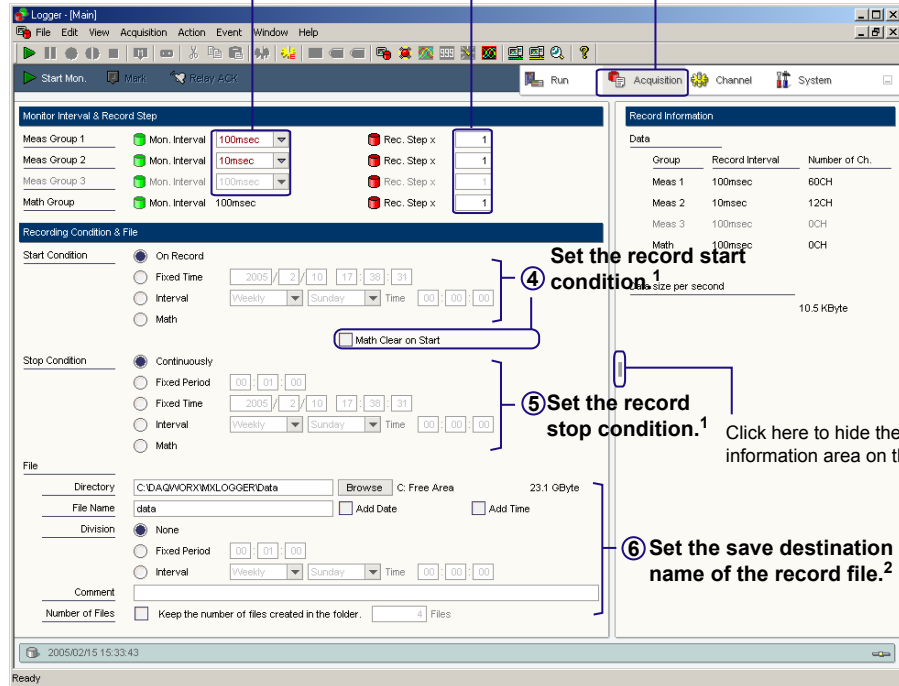 Logger - [Main]
File Edit View Acquisition Action Event Window Help
Start Mon. Mark Relay ACK Run Acquisition Channel System
Monitor Interval & Record Step
Meas Group 1 Mon. Interval 100msec Rec. Step x 1
Meas Group 2 Mon. Interval 10msec Rec. Step x 1
Meas Group 3 Mon. Interval 100msec Rec. Step x 1
Math Group Mon. Interval 100msec Rec. Step x 1
Record Information
Data
Group Record Interval Number of Ch.
Meas 1 100msec 60CH
Meas 2 10msec 12CH
Meas 3 100msec 0CH
Math 100msec 0CH
Data size per second
10.5 KByte
Recording Condition & File
Start Condition On Record
Fixed Time 2005 / 2 / 10 17 : 38 : 31
Interval Weekly Sunday Time 00 : 00 : 00
Math
Math Clear on Start
④ Set the record start
condition.1
Stop Condition Continuously
Fixed Period 00 : 01 : 00
Fixed Time 2005 / 2 / 10 17 : 38 : 31
Interval Weekly Sunday Time 00 : 00 : 00
Math
⑤ Set the record
stop condition.1
Click here to hide the
information area on th
File
Directory C:\DAQWORX\MXLOGGER\Data Browse C: Free Area 23.1 GByte
File Name data Add Date Add Time
Division None
Fixed Period 00 : 01 : 00
Interval Weekly Sunday Time 00 : 00 : 00
Comment
Number of Files Keep the number of files created in the folder. 4 Files
⑥ Set the save destination
name of the record file.2
2005/02/15 15:33:43
Ready